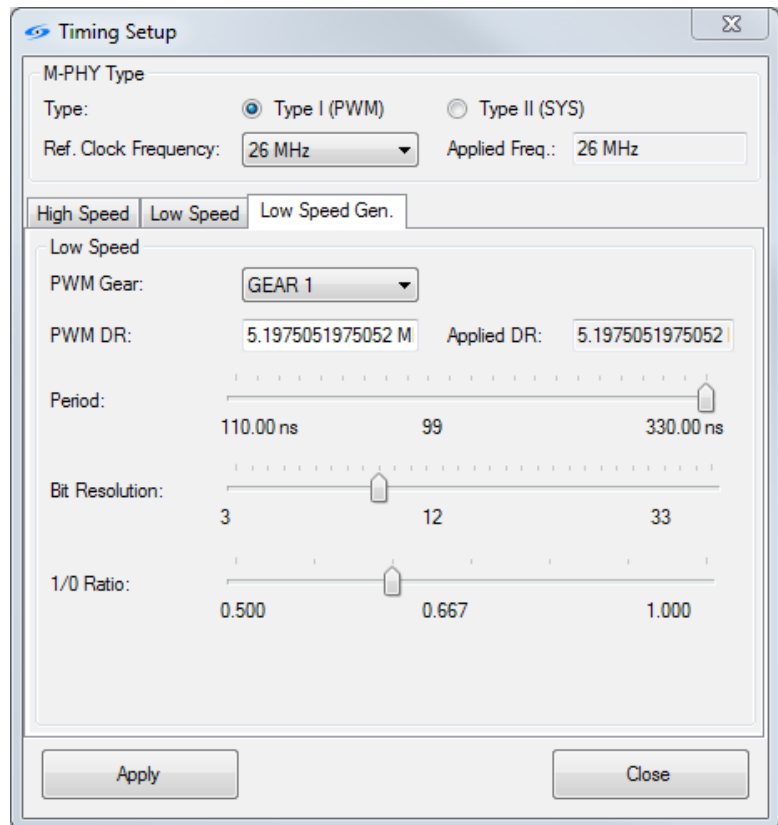 Timing Setup
M-PHY Type
Type: Type I (PWM) Type II (SYS)
Ref. Clock Frequency: 26 MHz Applied Freq.: 26 MHz
High Speed Low Speed Low Speed Gen.
Low Speed
PWM Gear: GEAR 1
PWM DR: 5.1975051975052 M Applied DR: 5.1975051975052
Period:
110.00 ns 99 330.00 ns
Bit Resolution:
3 12 33
1/0 Ratio:
0.500 0.667 1.000
Apply Close